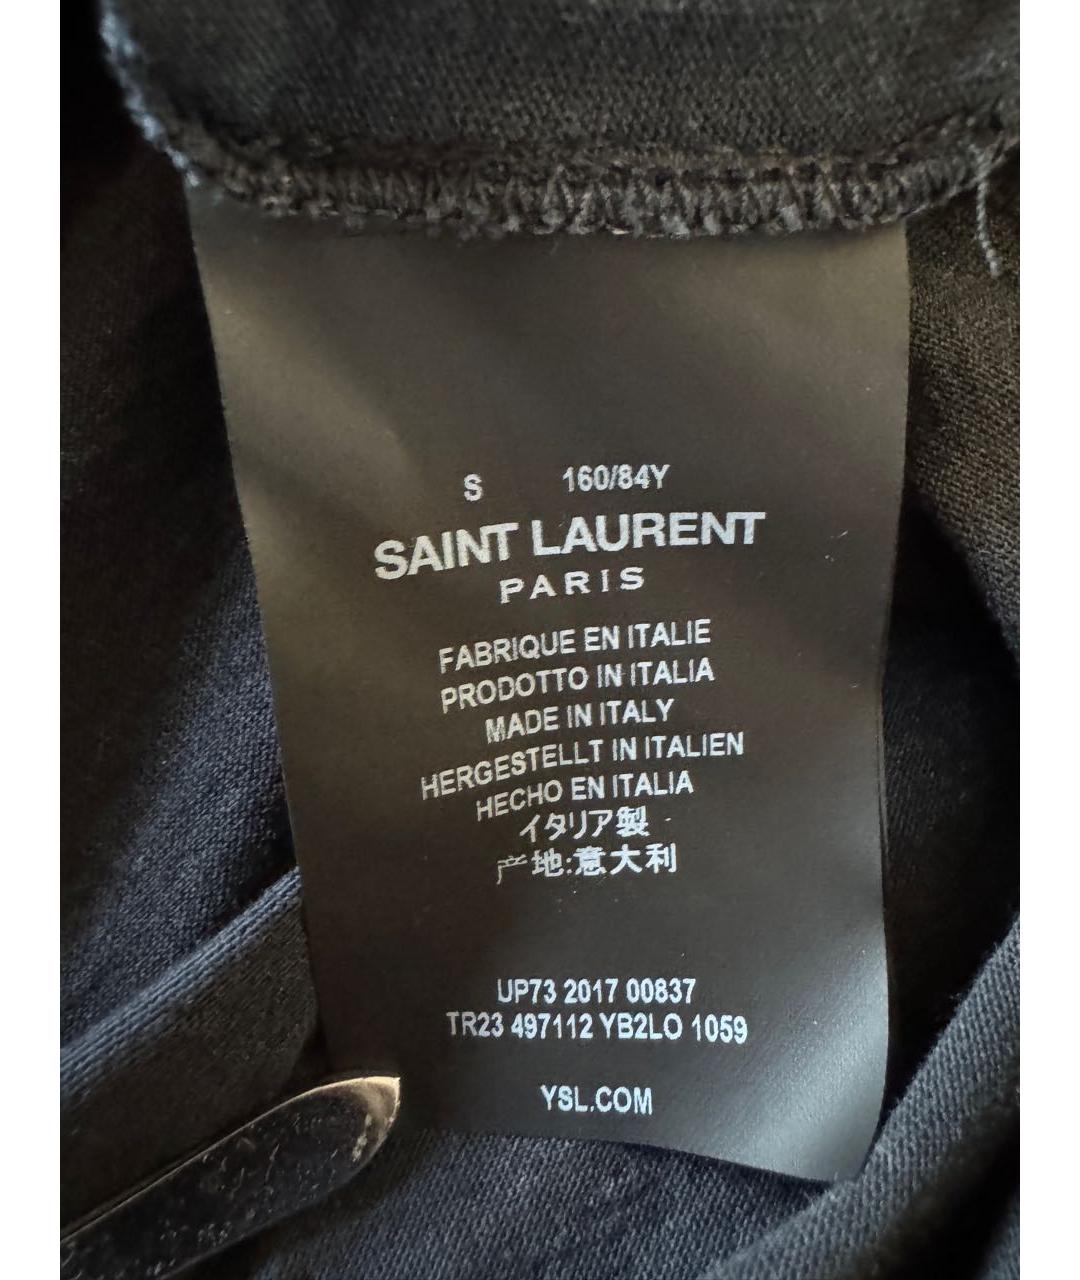 S 160/84Y
SAINT LAURENT
PARIS
FABRIQUE EN ITALIE
PRODOTTO IN ITALIA
MADE IN ITALY
HERGESTELLT IN ITALIEN
HECHO EN ITALIA
イタリア製
产地:意大利
UP73 2017 00837
TR23 497112 YB2LO 1059
YSL.COM